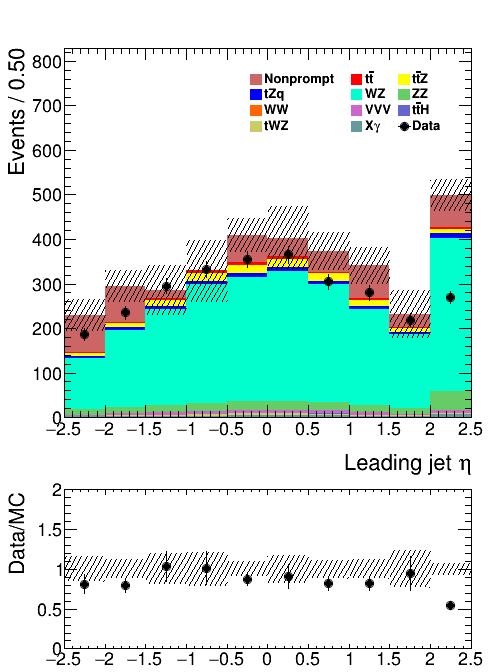 Events / 0.50
800
700
600
500
400
300
200
100
0
Nonprompt tt̄ tt̄Z
tZq WZ ZZ
WW VVV tt̄H
tWZ Xγ Data
−2.5 −2 −1.5 −1 −0.5 0 0.5 1 1.5 2 2.5
Leading jet η
Data/MC
2
1.5
1
0.5
0
−2.5 −2 −1.5 −1 −0.5 0 0.5 1 1.5 2 2.5